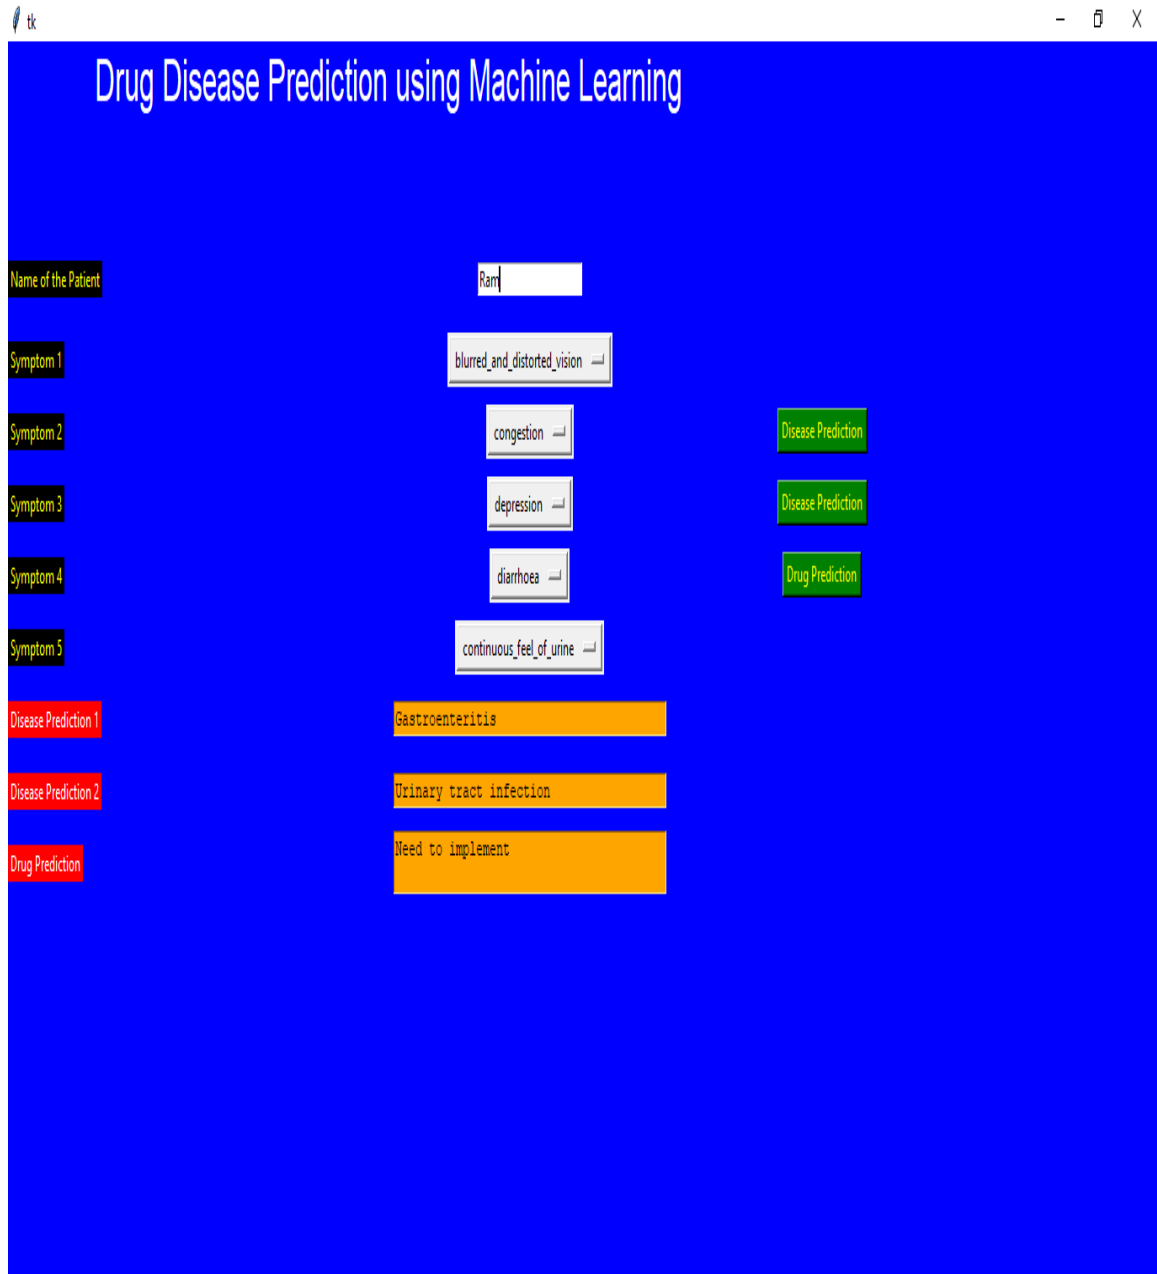 tk
Drug Disease Prediction using Machine Learning
Name of the Patient Ram
Symptom 1 blurred_and_distorted_vision
Symptom 2 congestion Disease Prediction
Symptom 3 depression Disease Prediction
Symptom 4 diarrhoea Drug Prediction
Symptom 5 continuous_feel_of_urine
Disease Prediction 1 Gastroenteritis
Disease Prediction 2 Urinary tract infection
Drug Prediction Need to implement